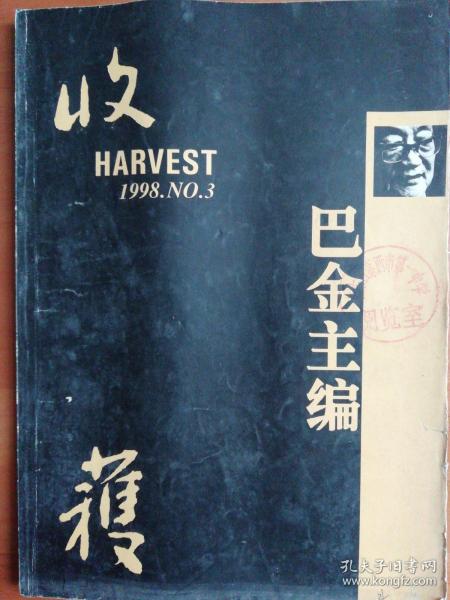 收
HARVEST
1998.NO.3
穫
巴金主编
阅览室
孔夫子旧书网
www.kongfz.com